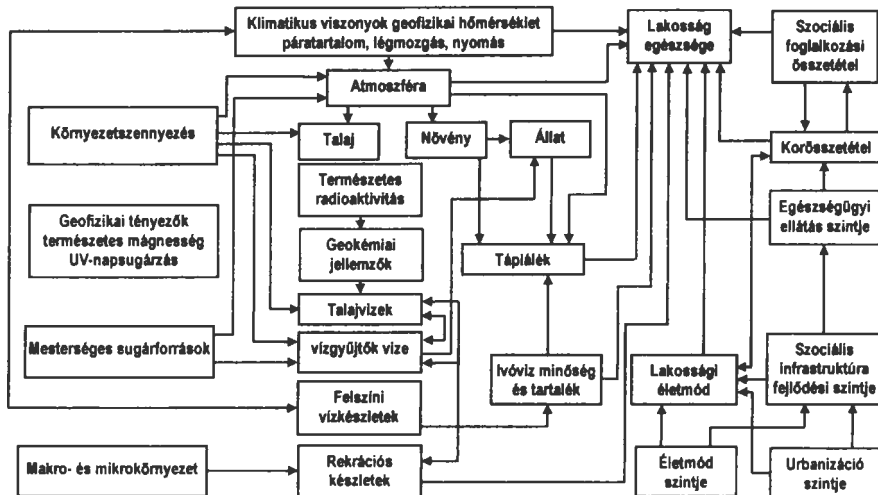 Klimatikus viszonyok geofizikai hőmérséklet
páratartalom, légmozgás, nyomás
Lakosság
egészsége
Szociális
foglalkozási
összetétel
Atmoszféra
Környezetszennyezés
Talaj
Növény
Állat
Korösszetétel
Természetes
radioaktivitás
Egészségügyi
ellátás szintje
Geofizikai tényezők
természetes mágnesség
UV-napsugárzás
Geokémiai
jellemzők
Táplálék
Talajvizek
Mesterséges sugárforrások
vízgyűjtők vize
Ivóvíz minőség
és tartalék
Lakossági
életmód
Szociális
infrastruktúra
fejlődési szintje
Felszíni
vízkészletek
Makro- és mikrokörnyezet
Rekrációs
készletek
Életmód
szintje
Urbanizáció
szintje